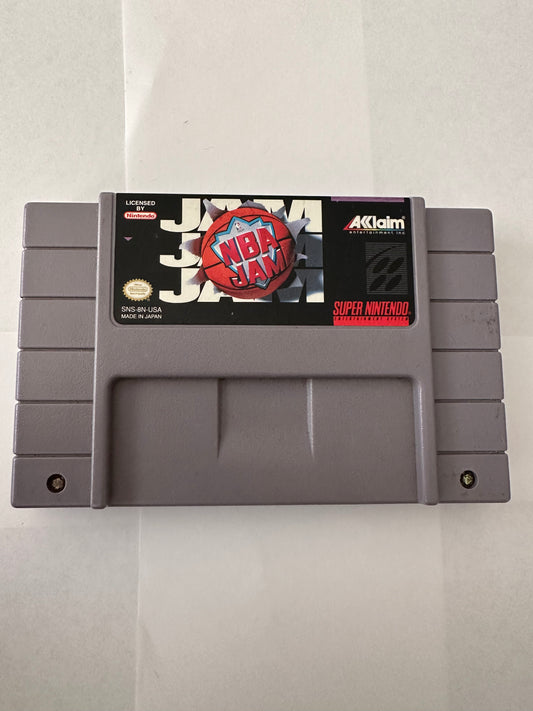 LICENSED
BY
Nintendo
JAM
JAM
JAM
NBA
JAM
AKKlaim
entertainment inc
SNS-8N-USA
MADE IN JAPAN
SUPER NINTENDO
ENTERTAINMENT SYSTEM